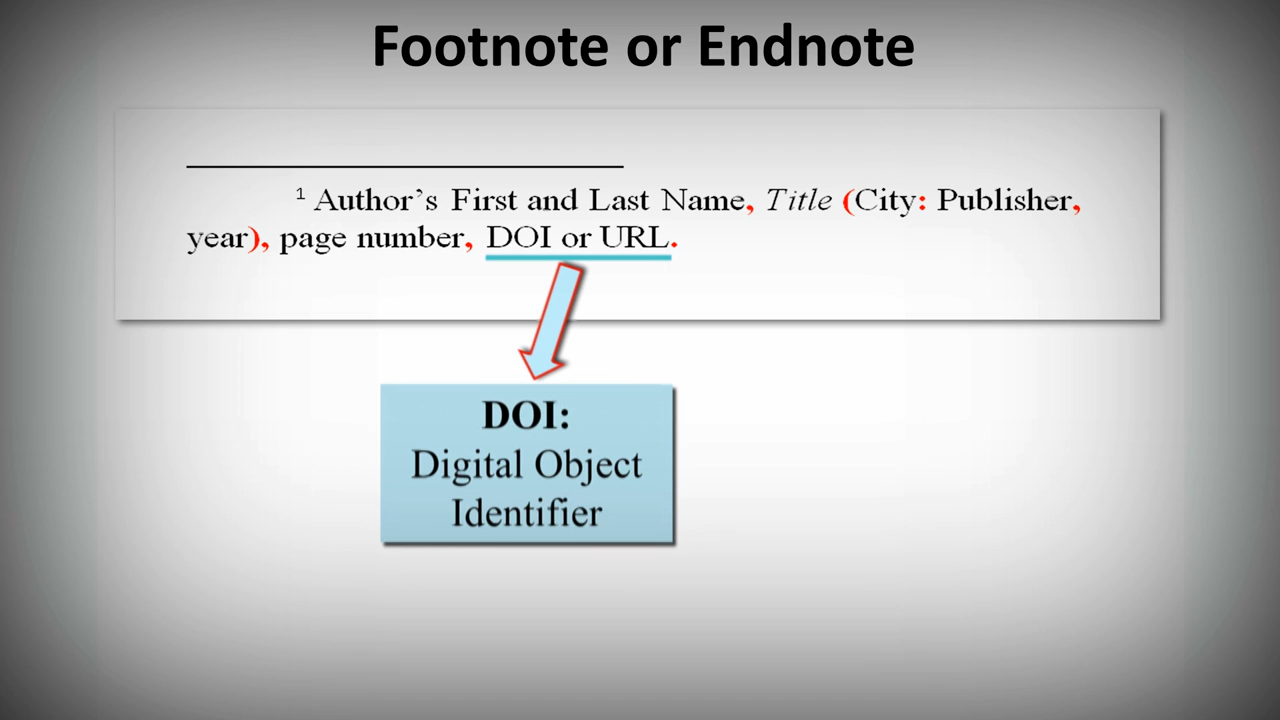 Footnote or Endnote
1 Author's First and Last Name, Title (City: Publisher,
year), page number, DOI or URL.
DOI:
Digital Object
Identifier